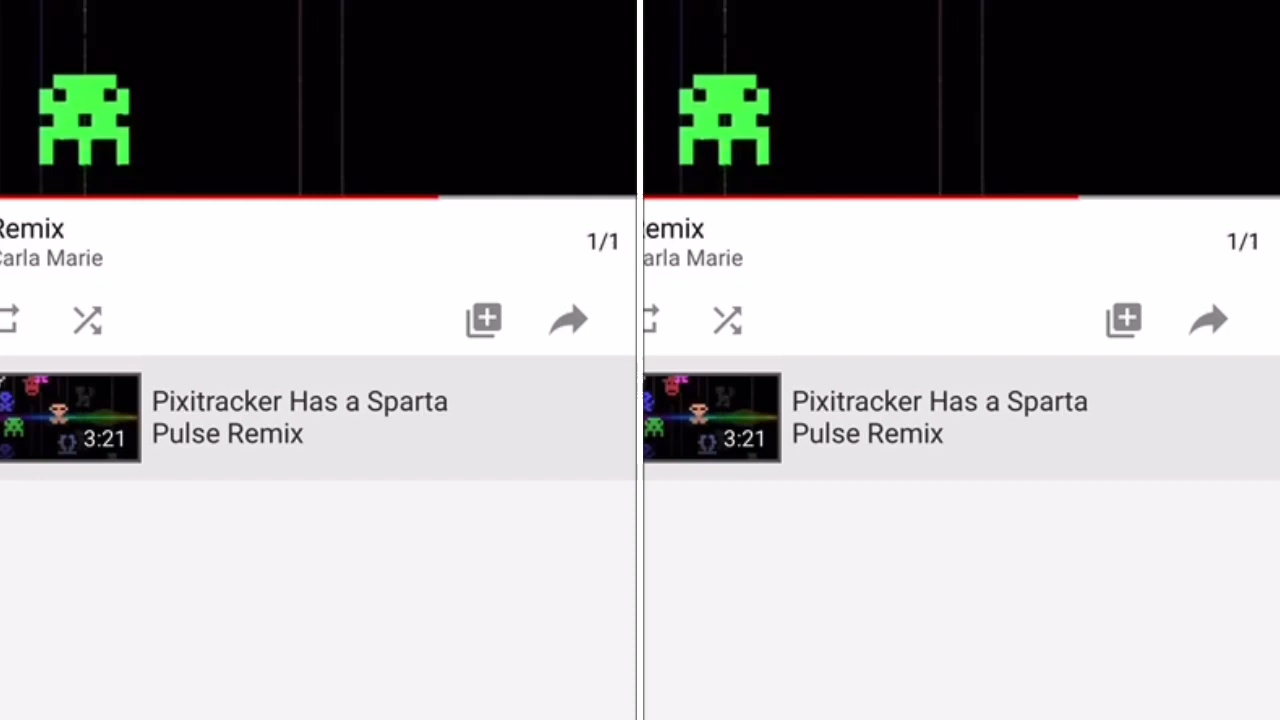 Remix
Carla Marie
1/1
3:21
Pixitracker Has a Sparta
Pulse Remix
emix
arla Marie
1/1
3:21
Pixitracker Has a Sparta
Pulse Remix